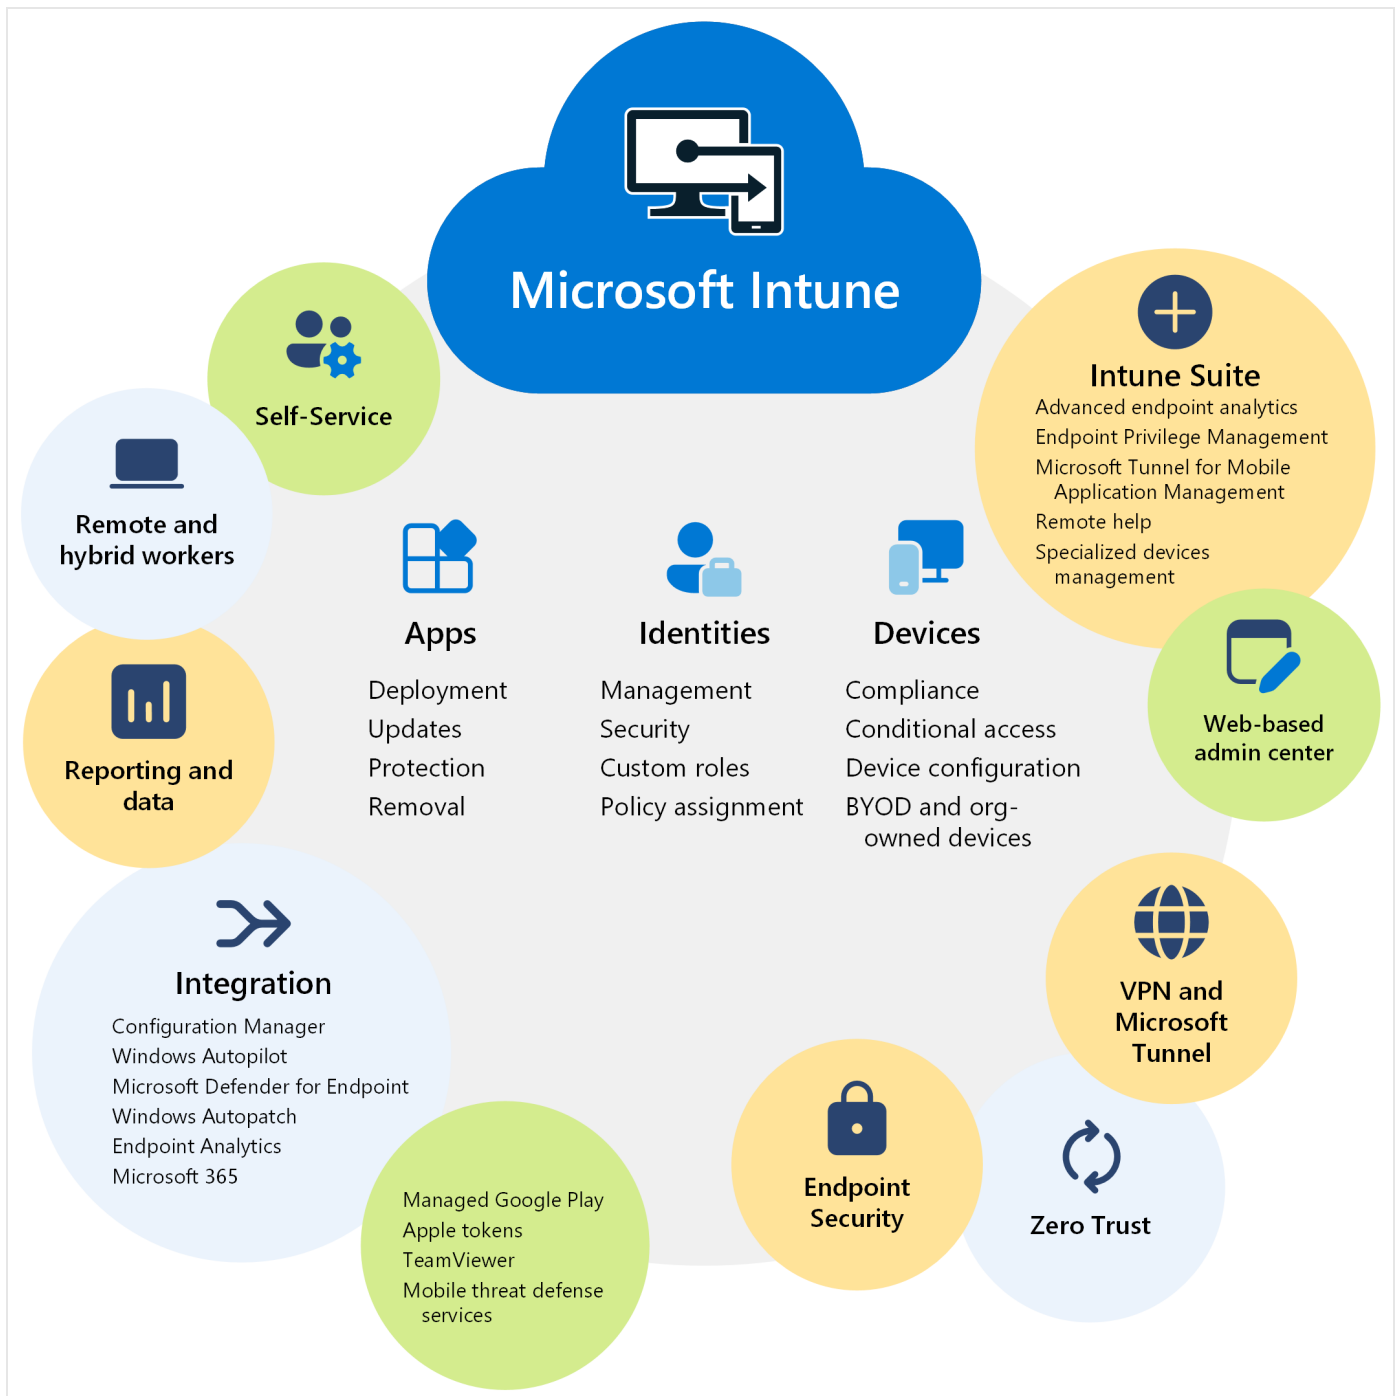 Microsoft Intune
Self-Service
Remote and
hybrid workers
Reporting and
data
Integration
Configuration Manager
Windows Autopilot
Microsoft Defender for Endpoint
Windows Autopatch
Endpoint Analytics
Microsoft 365
Managed Google Play
Apple tokens
TeamViewer
Mobile threat defense
services
Apps
Deployment
Updates
Protection
Removal
Identities
Management
Security
Custom roles
Policy assignment
Devices
Compliance
Conditional access
Device configuration
BYOD and org-
owned devices
Intune Suite
Advanced endpoint analytics
Endpoint Privilege Management
Microsoft Tunnel for Mobile
Application Management
Remote help
Specialized devices
management
Web-based
admin center
VPN and
Microsoft
Tunnel
Endpoint
Security
Zero Trust